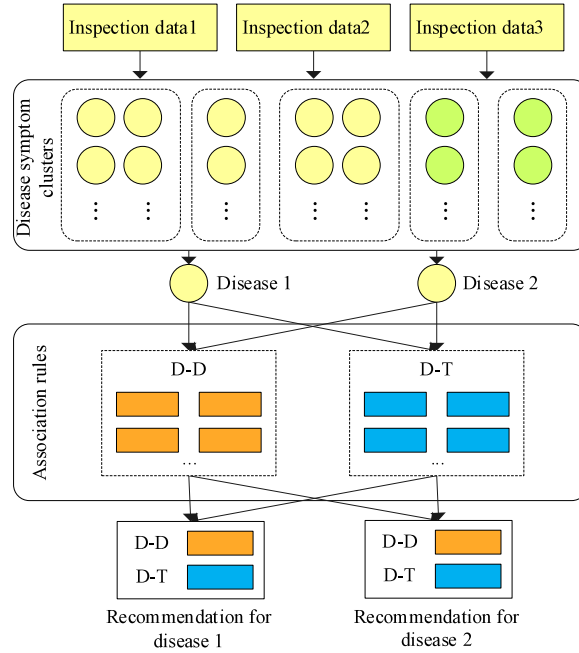 Inspection data1
Inspection data2
Inspection data3
Disease symptom
clusters
Disease 1
Disease 2
Association rules
D-D
D-T
...
...
D-D
D-T
D-D
D-T
Recommendation for
disease 1
Recommendation for
disease 2